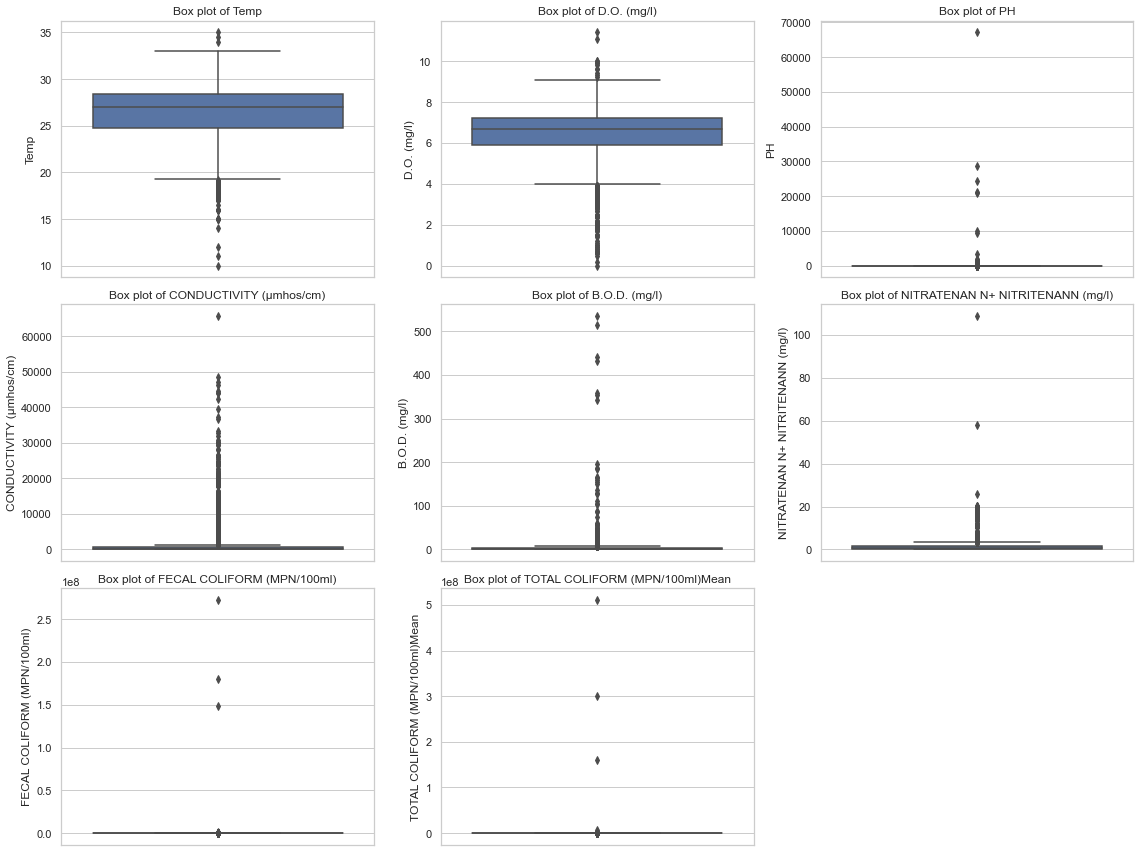 Box plot of Temp
Temp
35
30
25
20
15
10
Box plot of D.O. (mg/l)
D.O. (mg/l)
10
8
6
4
2
0
Box plot of PH
PH
70000
60000
50000
40000
30000
20000
10000
0
Box plot of CONDUCTIVITY (µmhos/cm)
CONDUCTIVITY (µmhos/cm)
60000
50000
40000
30000
20000
10000
0
Box plot of B.O.D. (mg/l)
B.O.D. (mg/l)
500
400
300
200
100
0
Box plot of NITRATENAN N+ NITRITENANN (mg/l)
NITRATENAN N+ NITRITENANN (mg/l)
100
80
60
40
20
0
Box plot of FECAL COLIFORM (MPN/100ml)
FECAL COLIFORM (MPN/100ml)
1e8
2.5
2.0
1.5
1.0
0.5
0.0
Box plot of TOTAL COLIFORM (MPN/100ml)Mean
TOTAL COLIFORM (MPN/100ml)Mean
1e8
5
4
3
2
1
0